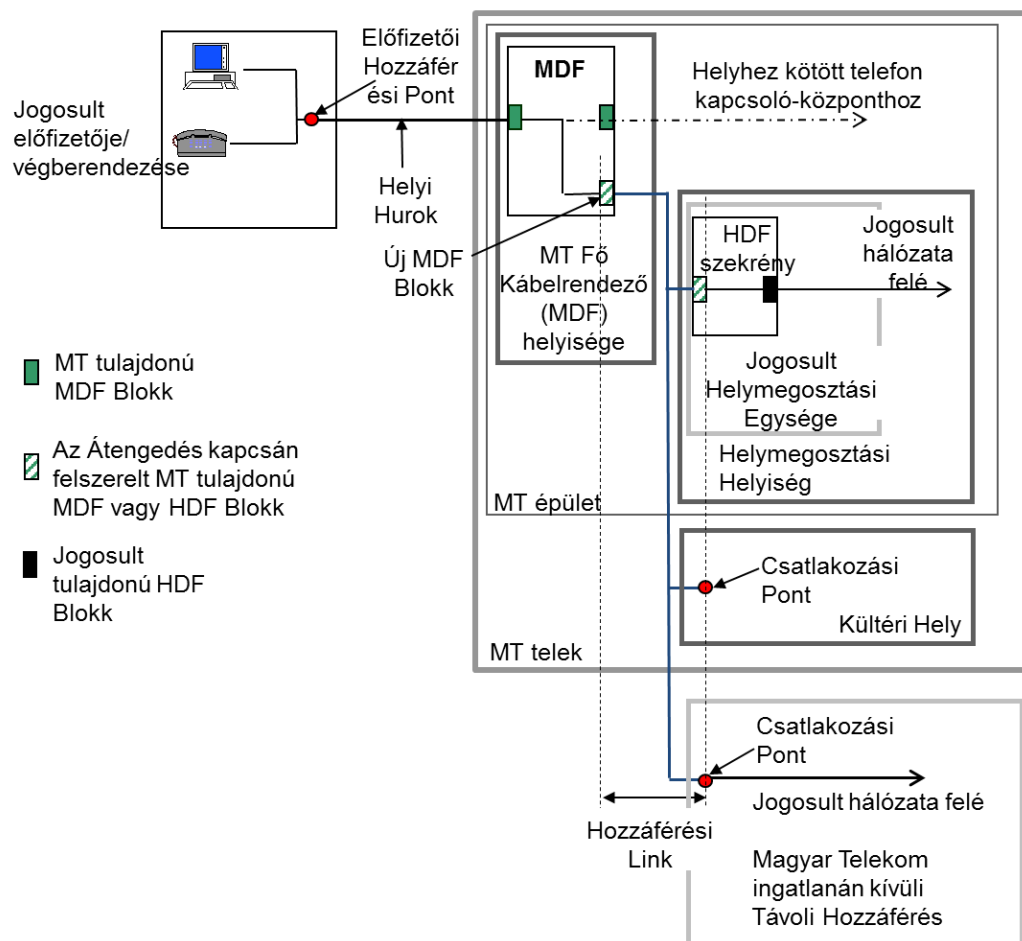 Jogosult
előfizetője/
végberendezése
Előfizetői
Hozzáfér
ési Pont
Helyi
Hurok
MDF
Helyhez kötött telefon
kapcsoló-központhoz
Új MDF
Blokk
MT Fő
Kábelrendező
(MDF)
helyisége
HDF
szekrény
Jogosult
hálózata
felé
Jogosult
Helymegosztási
Egysége
Helymegosztási
Helyiség
MT épület
MT tulajdonú
MDF Blokk
Az Átengedés kapcsán
felszerelt MT tulajdonú
MDF vagy HDF Blokk
Jogosult
tulajdonú HDF
Blokk
Csatlakozási
Pont
Kültéri Hely
MT telek
Csatlakozási
Pont
Jogosult hálózata felé
Hozzáférési
Link
Magyar Telekom
ingatlanán kívüli
Távoli Hozzáférés